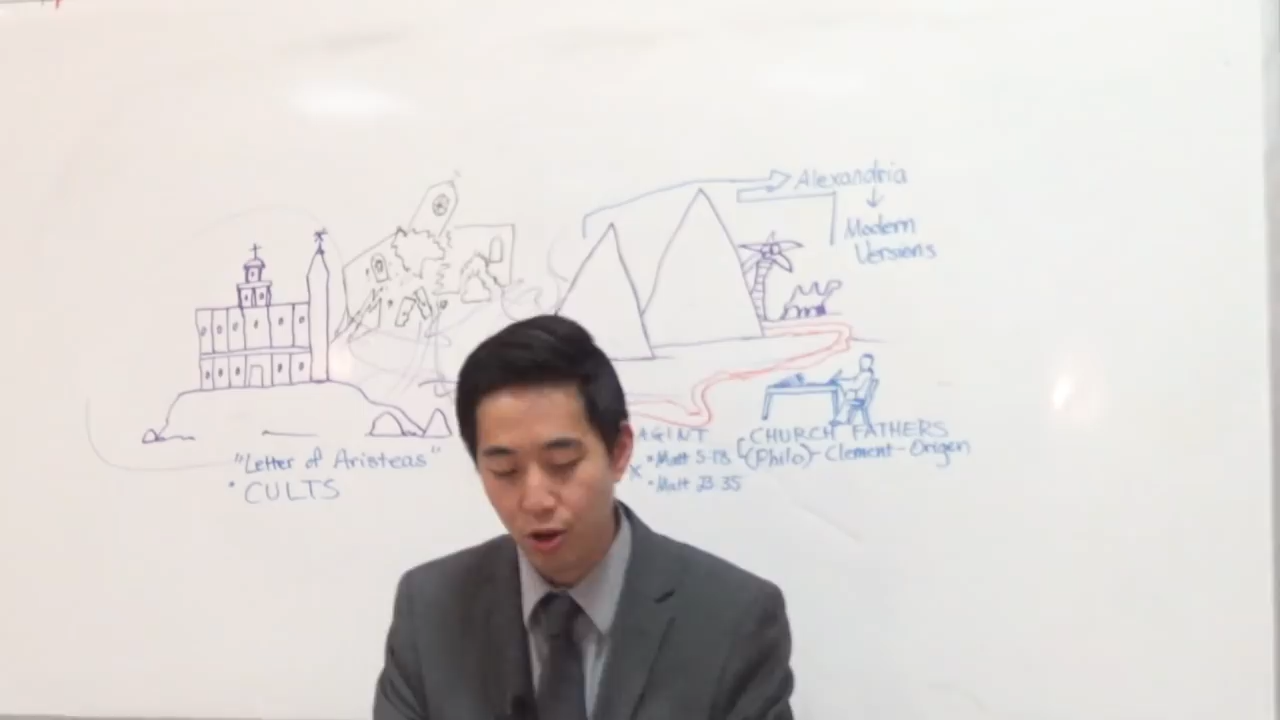 Alexandria
Modern
Versions
"Letter of Aristeas"
• CULTS
AGINT
• Matt 5:18
• Matt 23:35
CHURCH FATHERS
(Philo)-Clement-Origen